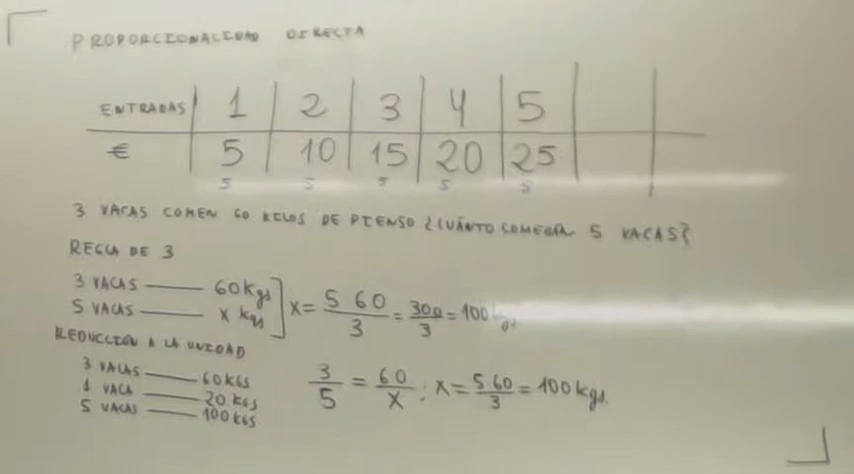 PROPORCIONALIDAD DIRECTA
ENTRADAS 1 2 3 4 5
€ 5 10 15 20 25
5 5 5 5 5
3 VACAS COMEN 60 KILOS DE PIENSO ¿CUÁNTO COMERÁN 5 VACAS?
REGLA DE 3
3 VACAS — 60 kgs
5 VACAS — x kgs
x = 5 60 / 3 = 300 / 3 = 100 kgs.
REDUCCION A LA UNIDAD
3 VACAS — 60 KGS
1 VACA — 20 KGS
5 VACAS — 100 KGS
3 / 5 = 60 / x ; x = 5 60 / 3 = 100 kgs.